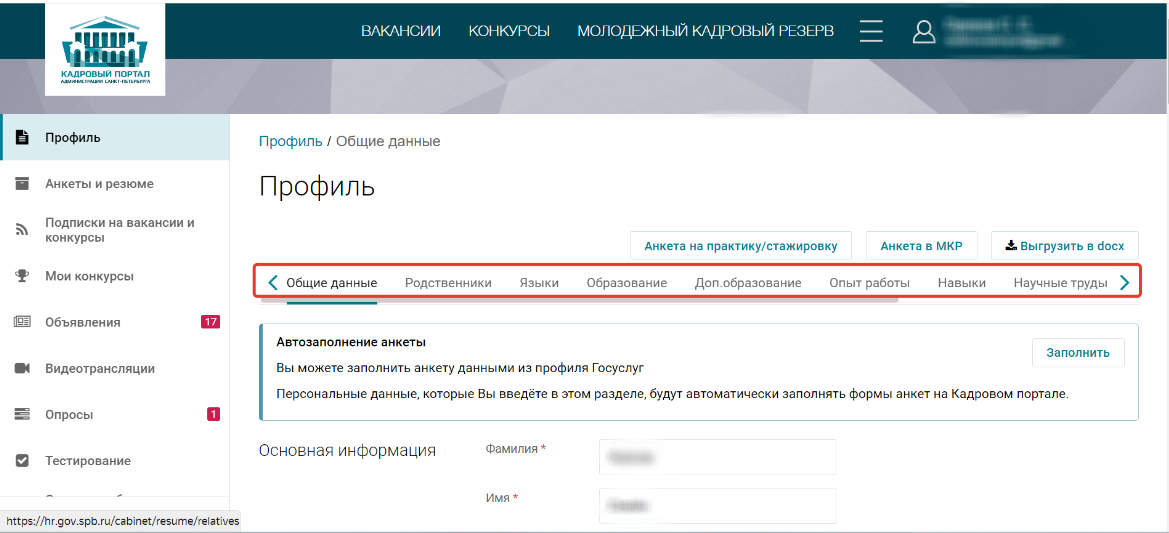 ВАКАНСИИ КОНКУРСЫ МОЛОДЕЖНЫЙ КАДРОВЫЙ РЕЗЕРВ
КАДРОВЫЙ ПОРТАЛ
АДМИНИСТРАЦИИ САНКТ-ПЕТЕРБУРГА
Профиль
Анкеты и резюме
Подписки на вакансии и
конкурсы
Мои конкурсы
Объявления 17
Видеотрансляции
Опросы 1
Тестирование
https://hr.gov.spb.ru/cabinet/resume/relatives
Профиль / Общие данные
Профиль
Анкета на практику/стажировку Анкета в МКР Выгрузить в docx
Общие данные Родственники Языки Образование Доп.образование Опыт работы Навыки Научные труды
Автозаполнение анкеты
Вы можете заполнить анкету данными из профиля Госуслуг
Заполнить
Персональные данные, которые Вы введёте в этом разделе, будут автоматически заполнять формы анкет на Кадровом портале.
Основная информация Фамилия *
Имя *